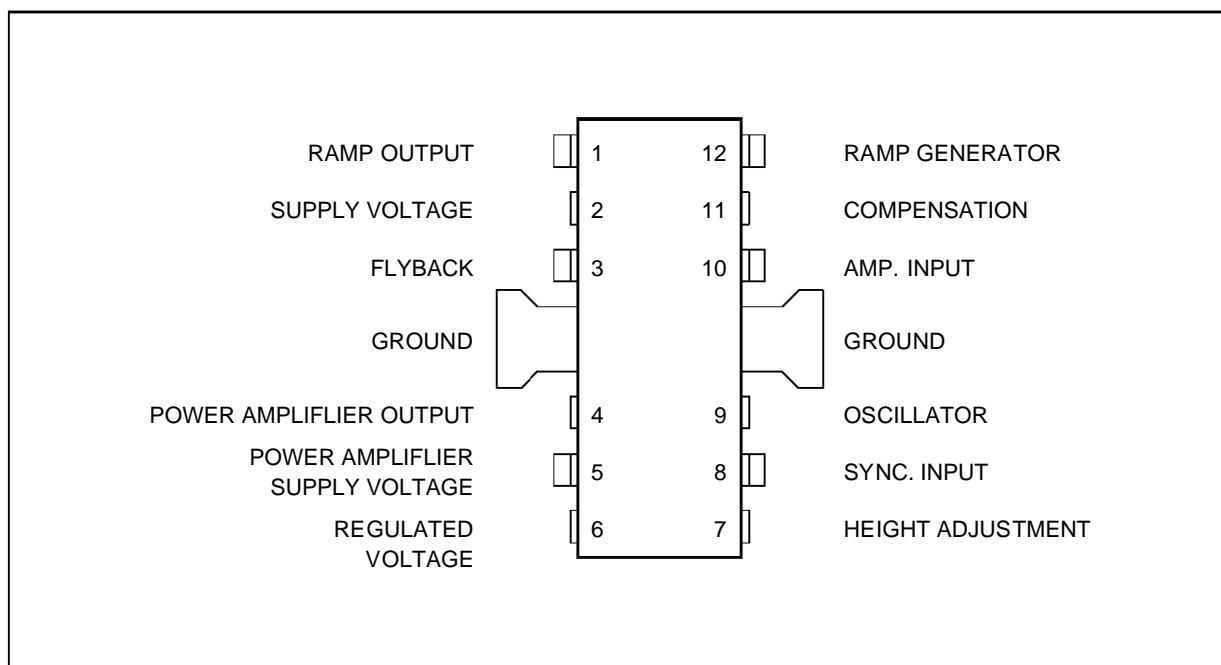 RAMP OUTPUT 1 12 RAMP GENERATOR
SUPPLY VOLTAGE 2 11 COMPENSATION
FLYBACK 3 10 AMP. INPUT
GROUND GROUND
POWER AMPLIFLIER OUTPUT 4 9 OSCILLATOR
POWER AMPLIFLIER
SUPPLY VOLTAGE 5 8 SYNC. INPUT
REGULATED
VOLTAGE 6 7 HEIGHT ADJUSTMENT